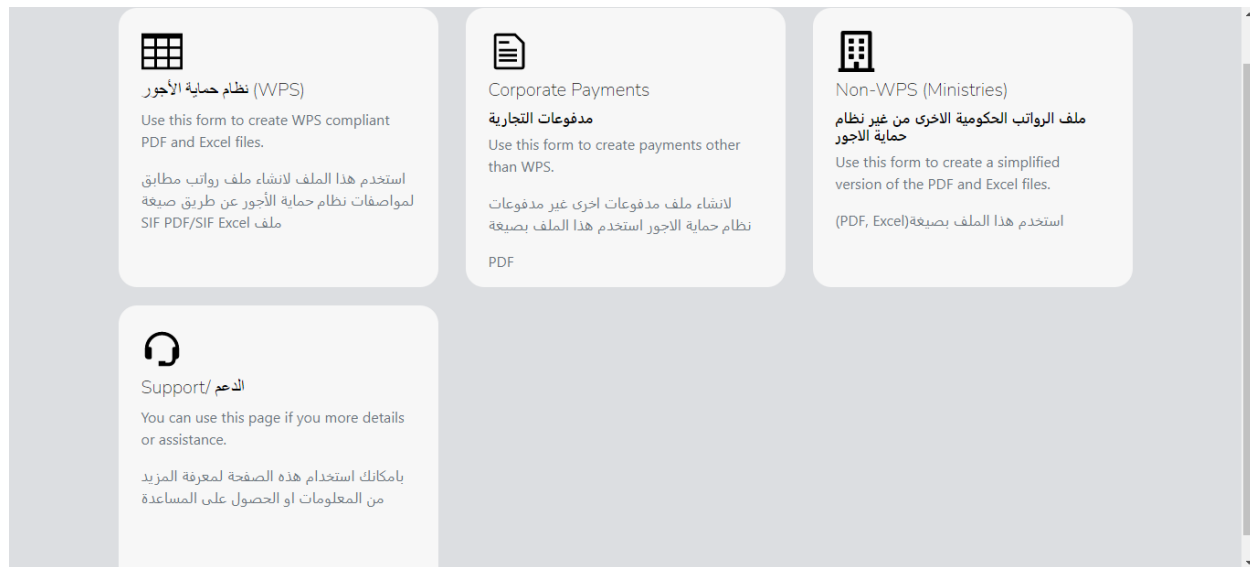 نظام حماية الأجور (WPS)
Use this form to create WPS compliant
PDF and Excel files.
استخدم هذا الملف لانشاء ملف رواتب مطابق
لمواصفات نظام حماية الأجور عن طريق صيغة
ملف SIF PDF/SIF Excel
Corporate Payments
مدفوعات التجارية
Use this form to create payments other
than WPS.
لانشاء ملف مدفوعات اخرى غير مدفوعات
نظام حماية الاجور استخدم هذا الملف بصيغة
PDF
Non-WPS (Ministries)
ملف الرواتب الحكومية الاخرى من غير نظام
حماية الاجور
Use this form to create a simplified
version of the PDF and Excel files.
استخدم هذا الملف بصيغة(PDF, Excel)
Support/ الدعم
You can use this page if you more details
or assistance.
بامكانك استخدام هذه الصفحة لمعرفة المزيد
من المعلومات او الحصول على المساعدة